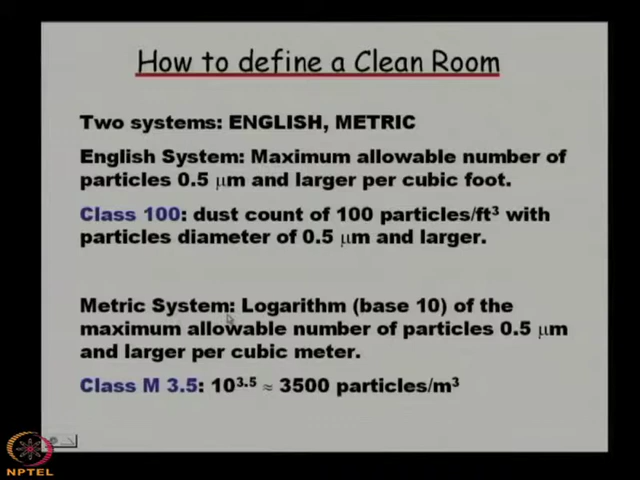 How to define a Clean Room
Two systems: ENGLISH, METRIC
English System: Maximum allowable number of
particles 0.5 μm and larger per cubic foot.
Class 100: dust count of 100 particles/ft³ with
particles diameter of 0.5 μm and larger.
Metric System: Logarithm (base 10) of the
maximum allowable number of particles 0.5 μm
and larger per cubic meter.
Class M 3.5: 10³·⁵ ≈ 3500 particles/m³
NPTEL